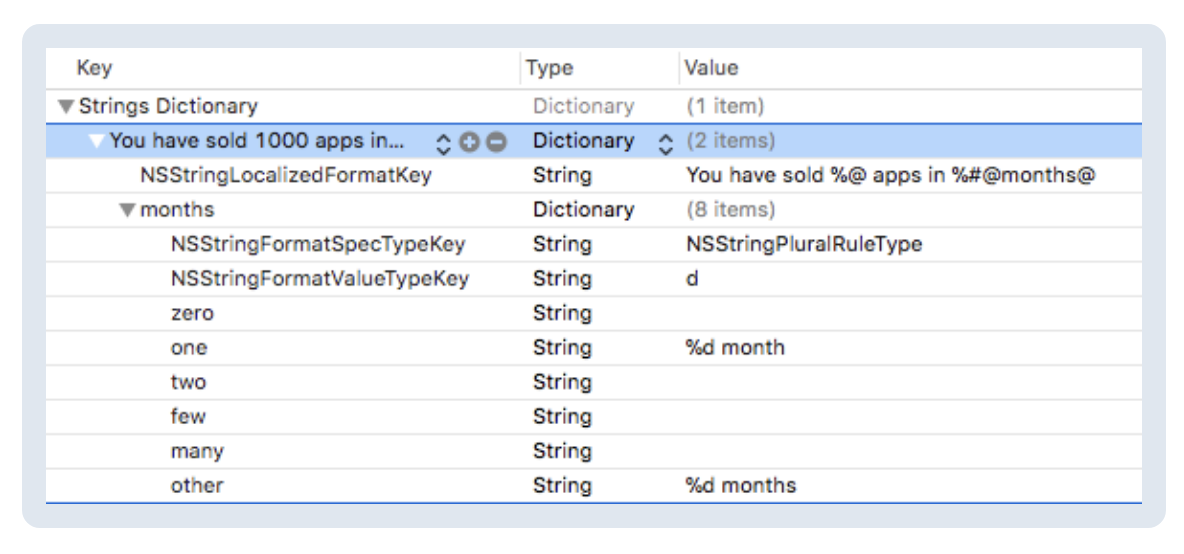 Key Type Value
Strings Dictionary Dictionary (1 item)
You have sold 1000 apps in... Dictionary (2 items)
NSStringLocalizedFormatKey String You have sold %@ apps in %#@months@
months Dictionary (8 items)
NSStringFormatSpecTypeKey String NSStringPluralRuleType
NSStringFormatValueTypeKey String d
zero String
one String %d month
two String
few String
many String
other String %d months